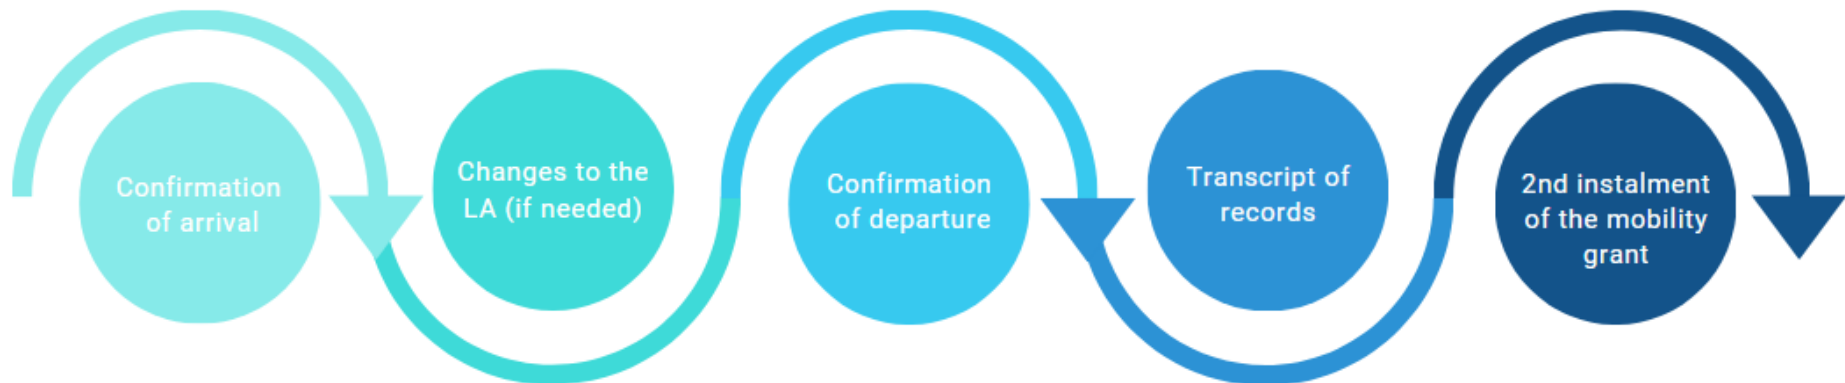 Confirmation
of arrival
Changes to the
LA (if needed)
Confirmation
of departure
Transcript of
records
2nd instalment
of the mobility
grant